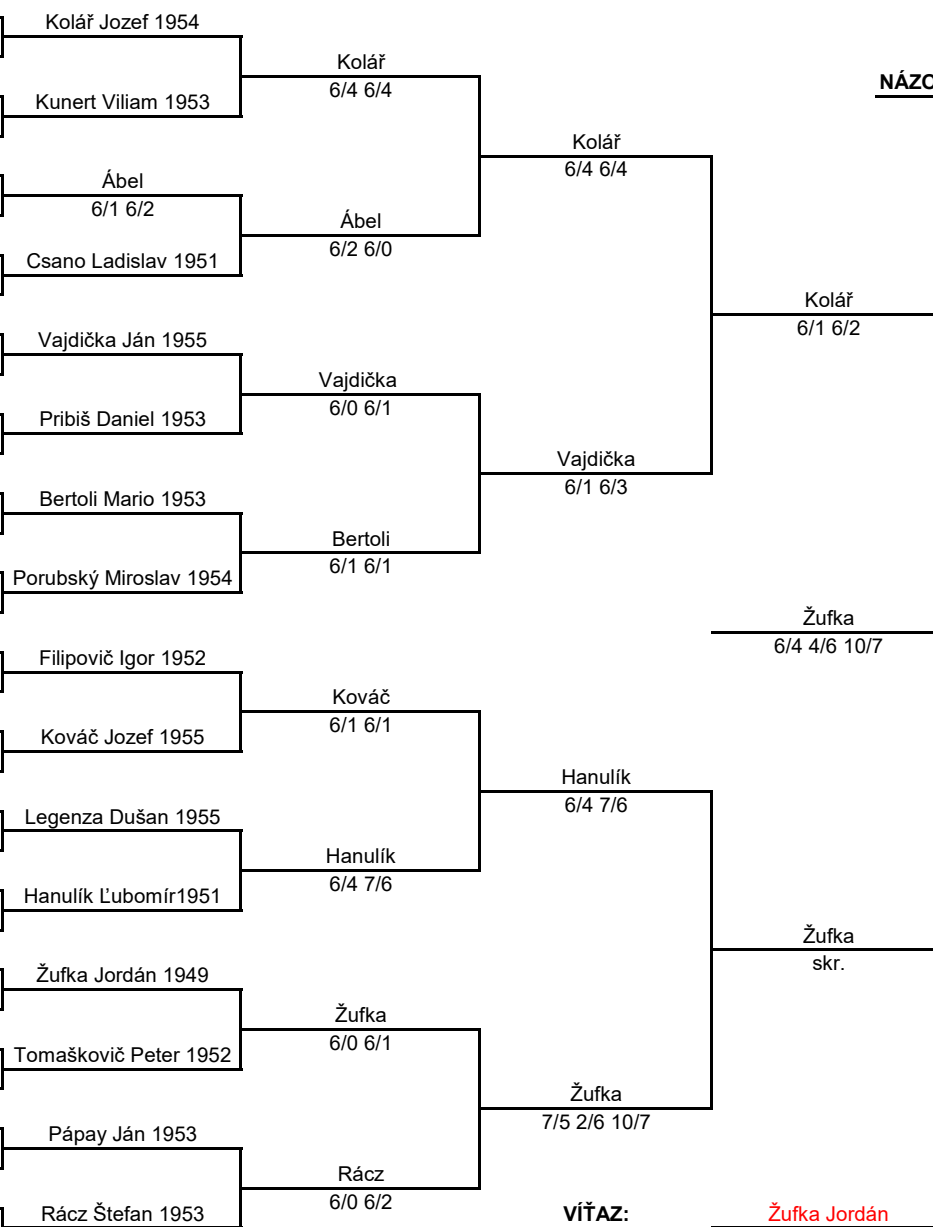 Kolář Jozef 1954
Kolář
6/4 6/4
NÁZO
Kunert Viliam 1953
Kolář
6/4 6/4
Ábel
6/1 6/2
Ábel
6/2 6/0
Csano Ladislav 1951
Kolář
6/1 6/2
Vajdička Ján 1955
Vajdička
6/0 6/1
Pribiš Daniel 1953
Vajdička
6/1 6/3
Bertoli Mario 1953
Bertoli
6/1 6/1
Porubský Miroslav 1954
Žufka
6/4 4/6 10/7
Filipovič Igor 1952
Kováč
6/1 6/1
Kováč Jozef 1955
Hanulík
6/4 7/6
Legenza Dušan 1955
Hanulík
6/4 7/6
Hanulík Ľubomír1951
Žufka
skr.
Žufka Jordán 1949
Žufka
6/0 6/1
Tomaškovič Peter 1952
Žufka
7/5 2/6 10/7
Pápay Ján 1953
Rácz
6/0 6/2
Rácz Štefan 1953
VÍŤAZ:
Žufka Jordán